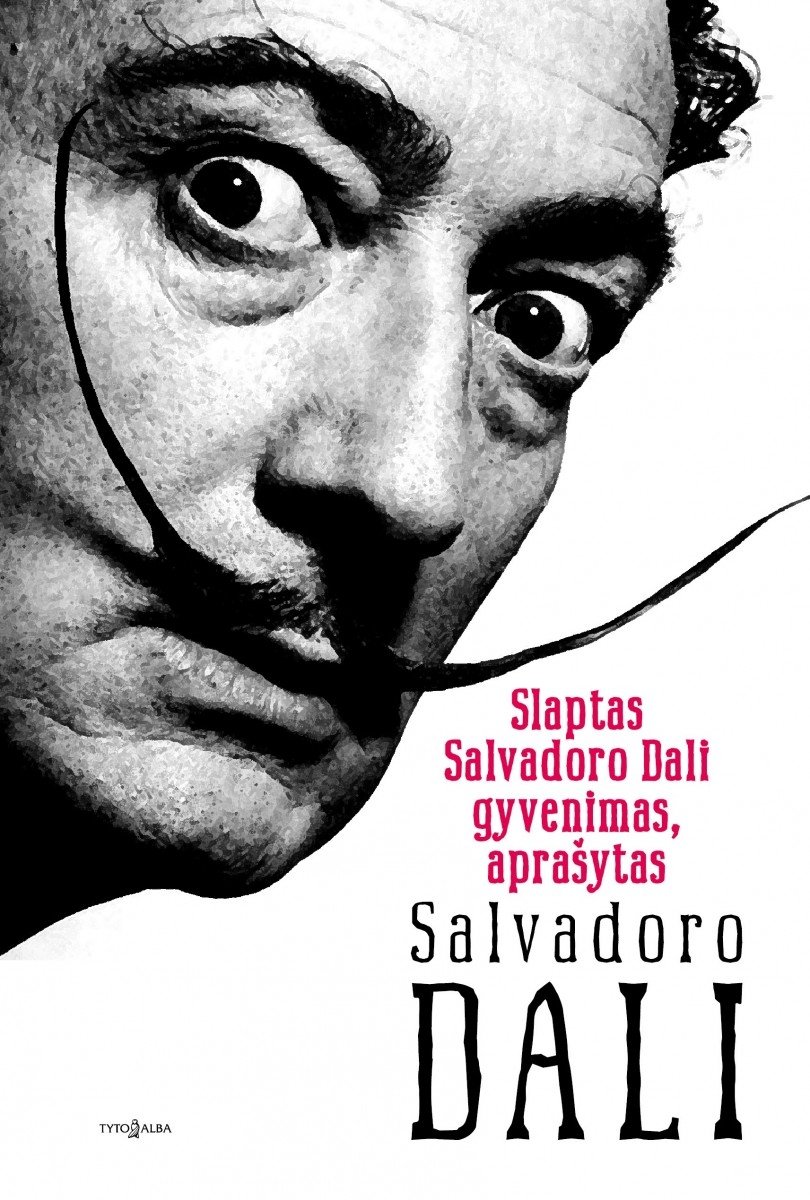 Slaptas
Salvadoro Dali
gyvenimas,
aprašytas
Salvadoro
DALI
TYTO ALBA